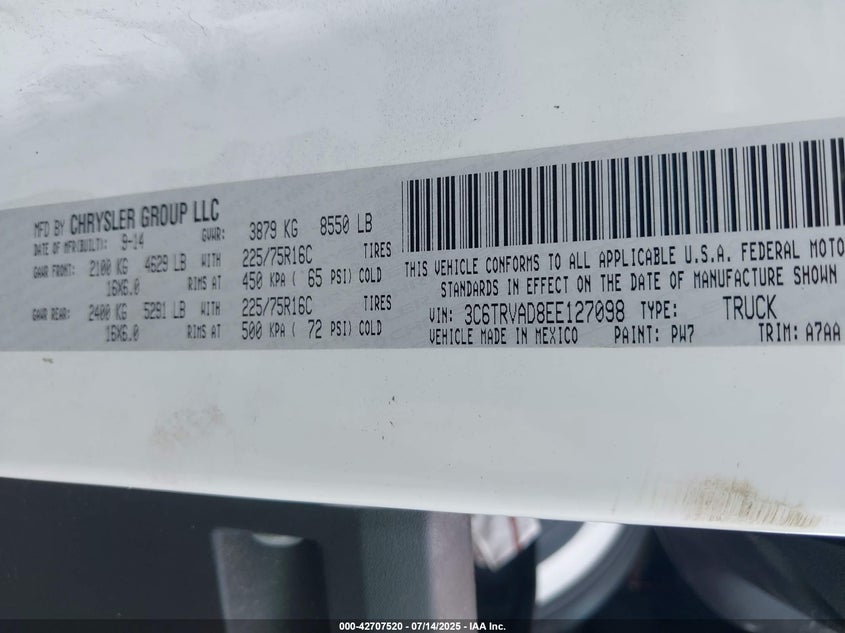 MFD BY CHRYSLER GROUP LLC
DATE OF MFR(BUILT): 9-14 GVWR: 3879 KG 8550 LB
GAWR FRONT: 2100 KG 4629 LB WITH 225/75R16C TIRES
16X6.0 RIMS AT 450 KPA ( 65 PSI) COLD
GAWR REAR: 2400 KG 5291 LB WITH 225/75R16C TIRES
16X6.0 RIMS AT 500 KPA ( 72 PSI) COLD
THIS VEHICLE CONFORMS TO ALL APPLICABLE U.S.A. FEDERAL MOTO
STANDARDS IN EFFECT ON THE DATE OF MANUFACTURE SHOWN
VIN: 3C6TRVAD8EE127098 TYPE: TRUCK
VEHICLE MADE IN MEXICO PAINT: PW7 TRIM: A7AA
000-42707520 / 07/14/2025 / IAA Inc.